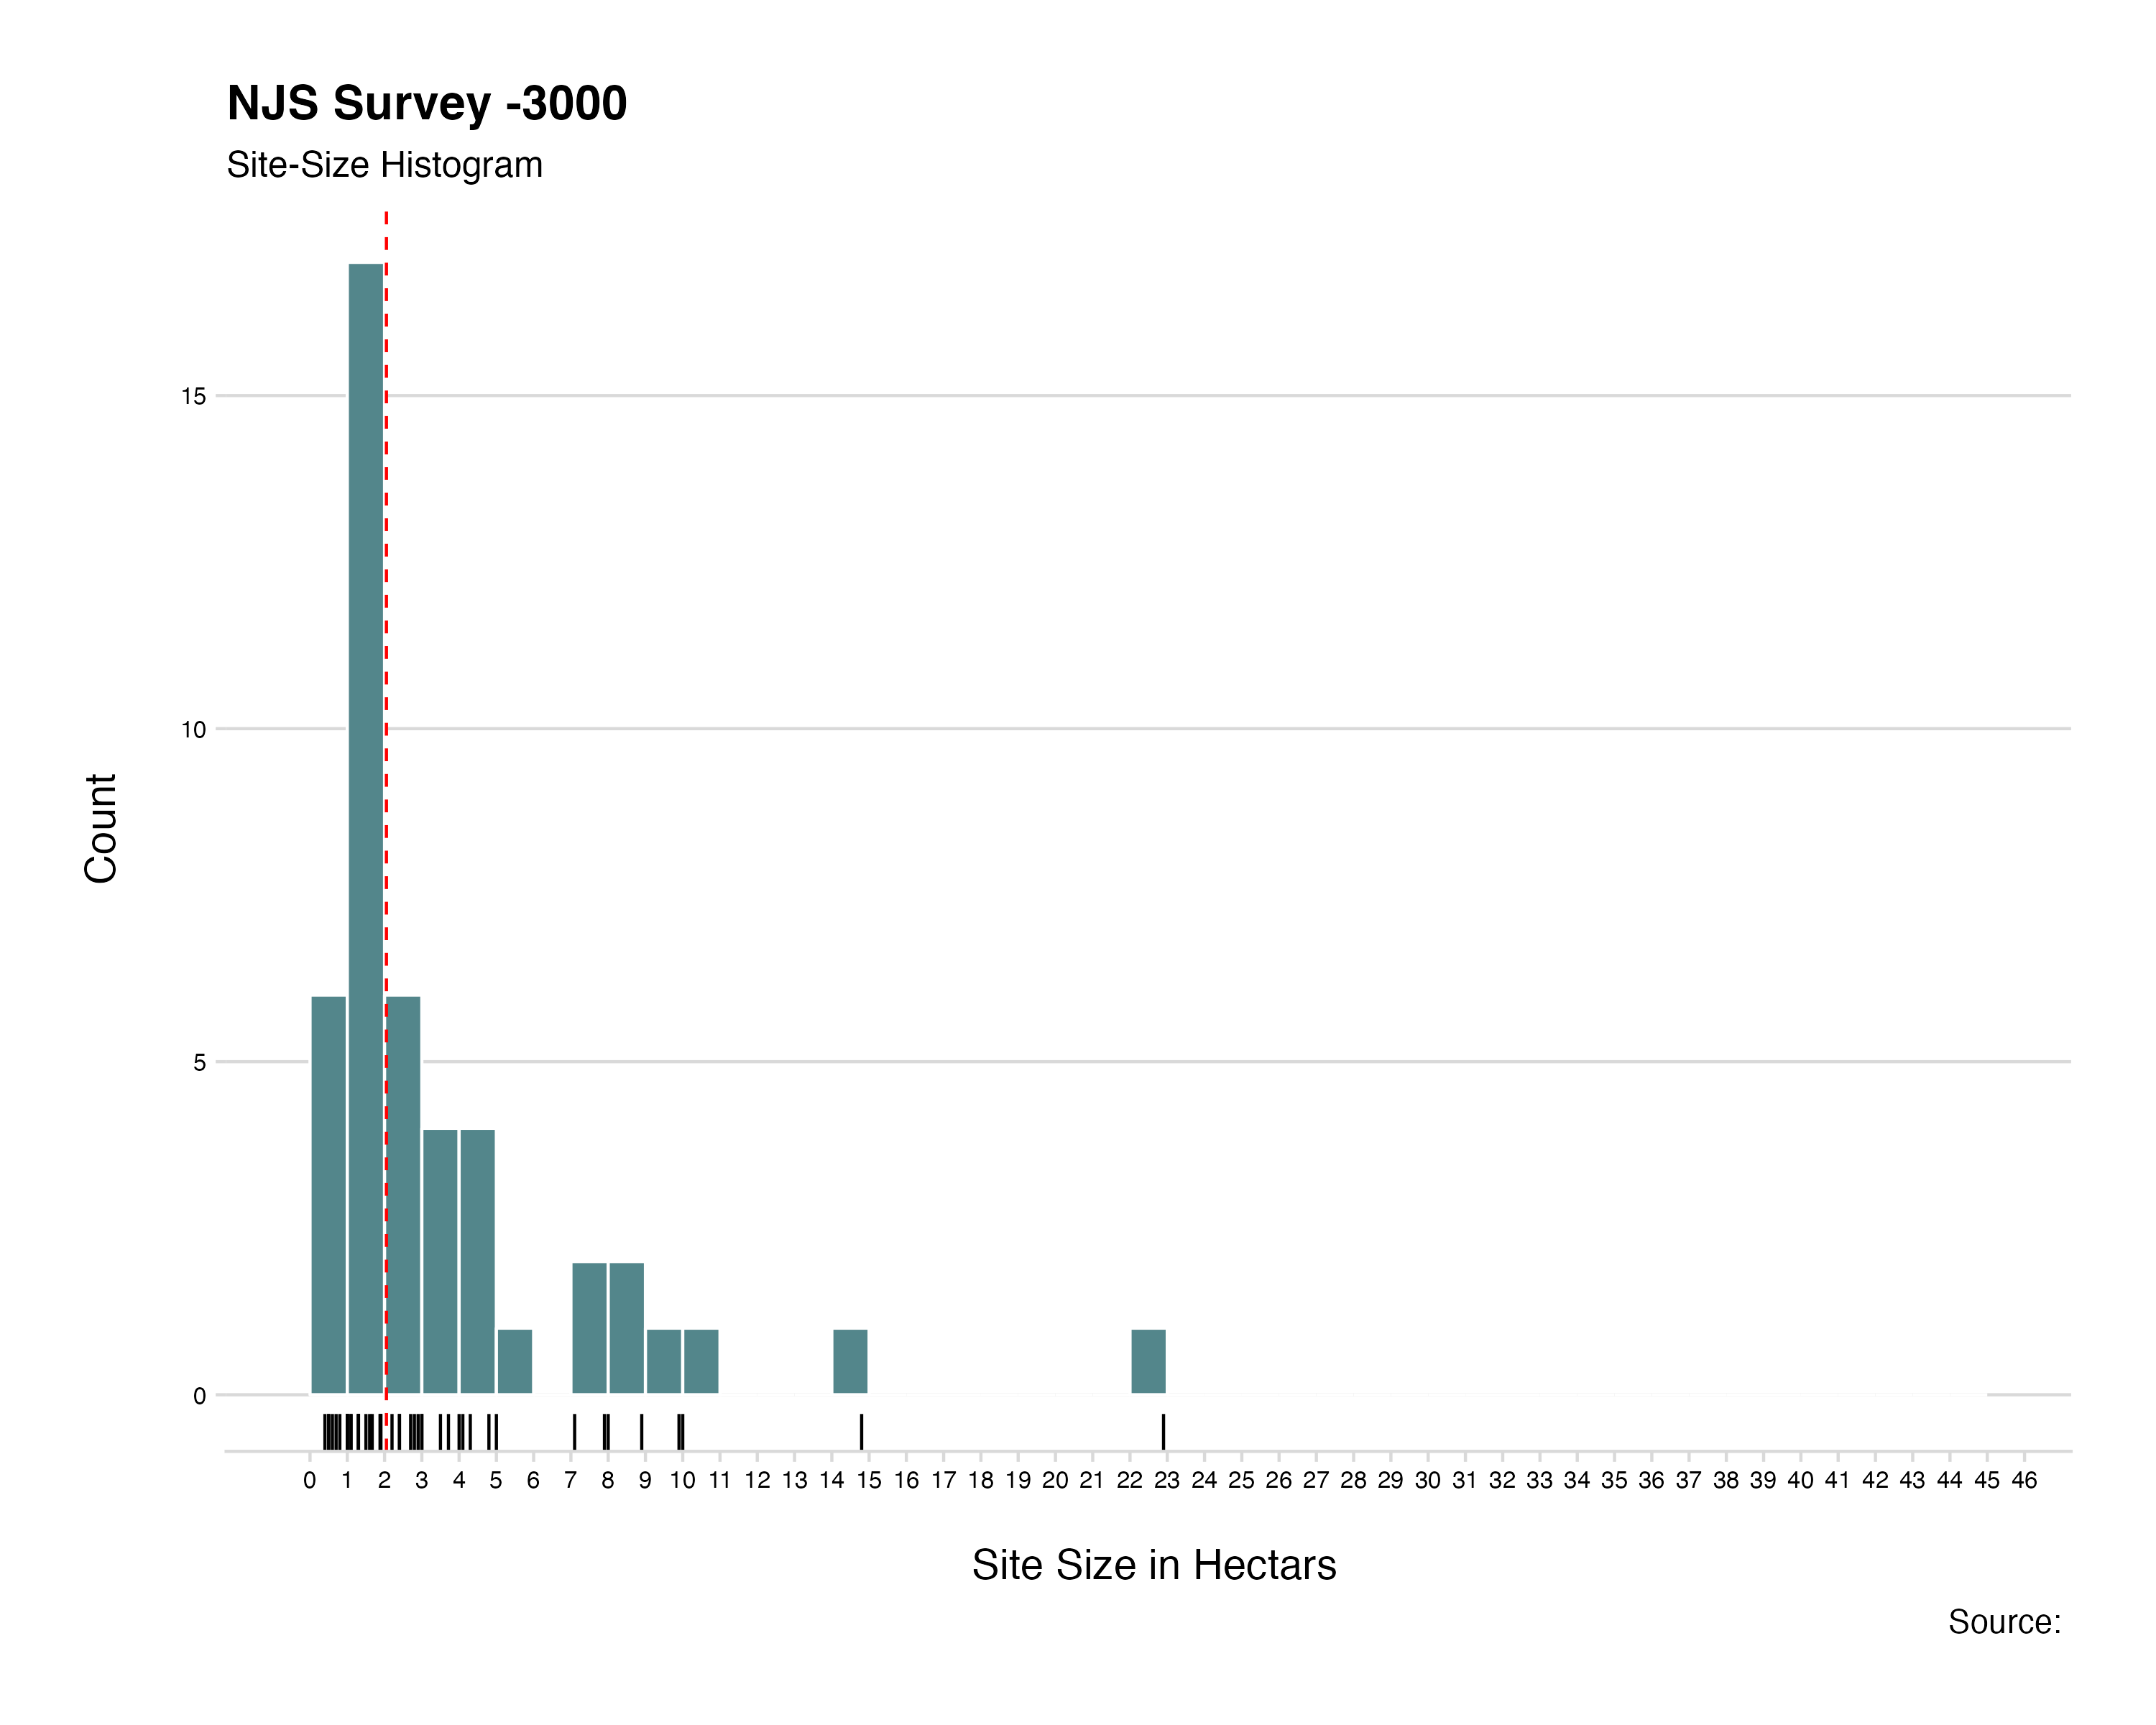 NJS Survey -3000
Site-Size Histogram
15
10
5
0
Count
0 1 2 3 4 5 6 7 8 9 10 11 12 13 14 15 16 17 18 19 20 21 22 23 24 25 26 27 28 29 30 31 32 33 34 35 36 37 38 39 40 41 42 43 44 45 46
Site Size in Hectars
Source: